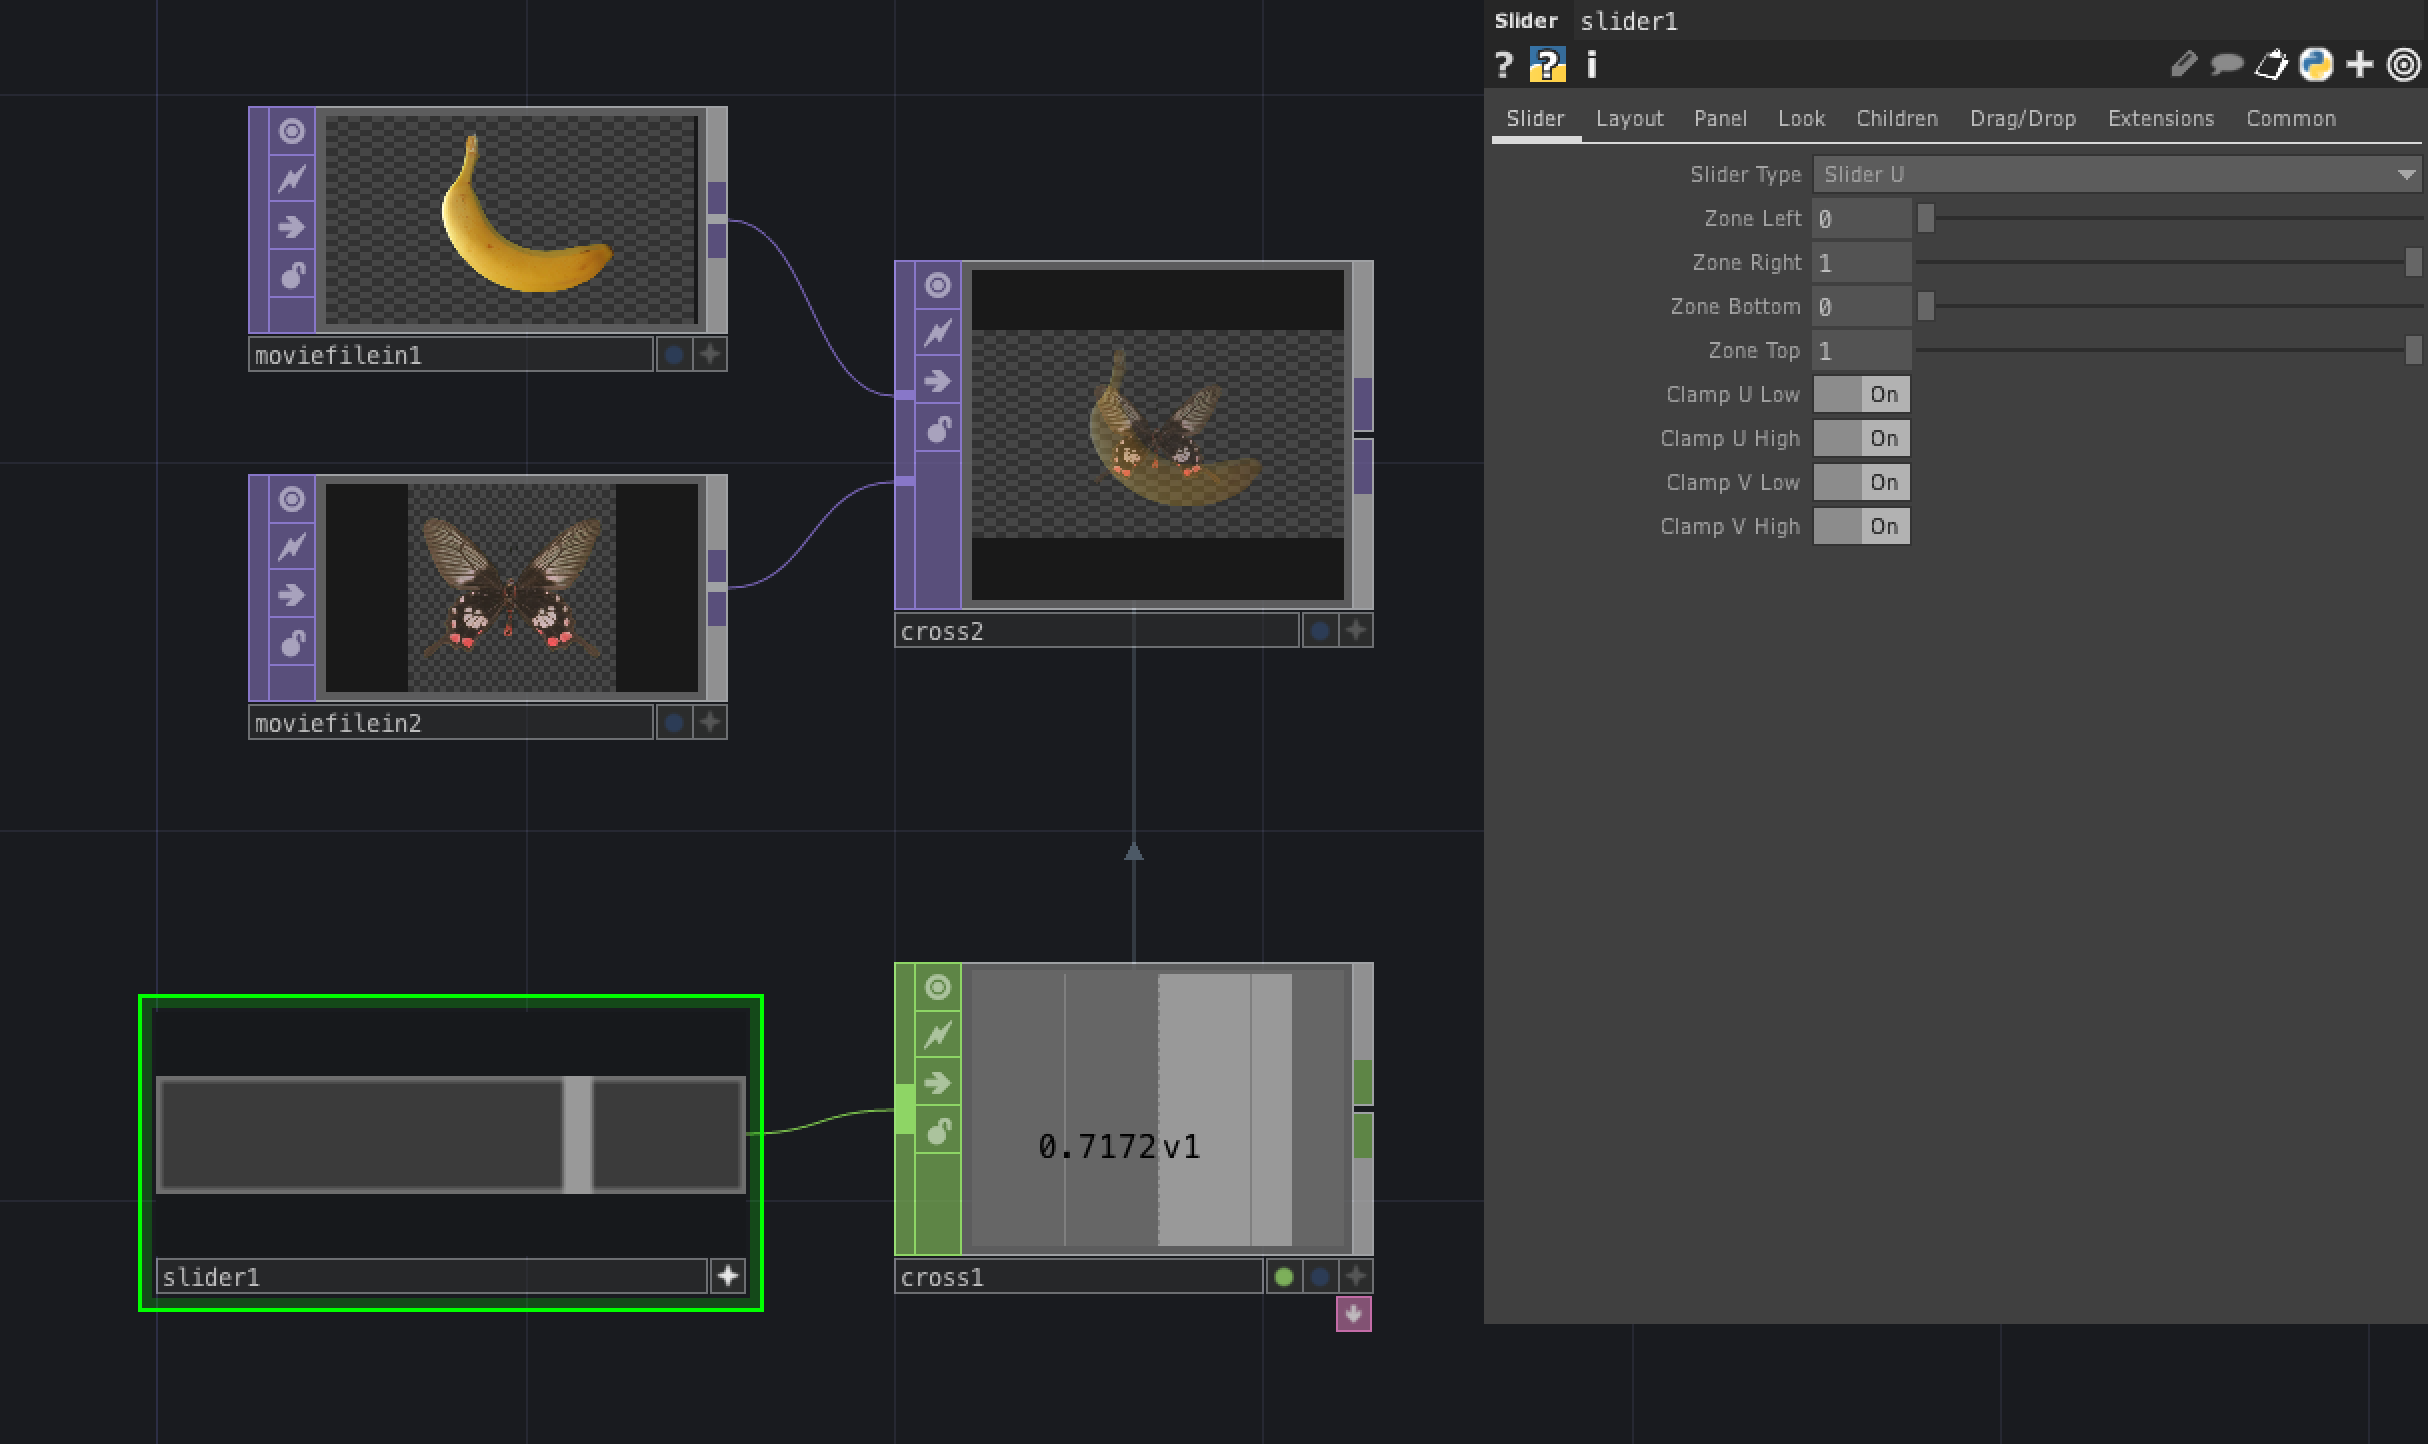 Slider slider1
? ? i
Slider Layout Panel Look Children Drag/Drop Extensions Common
Slider Type Slider U
Zone Left 0
Zone Right 1
Zone Bottom 0
Zone Top 1
Clamp U Low On
Clamp U High On
Clamp V Low On
Clamp V High On
moviefilein1
cross2
moviefilein2
0.7172 v1
slider1
cross1